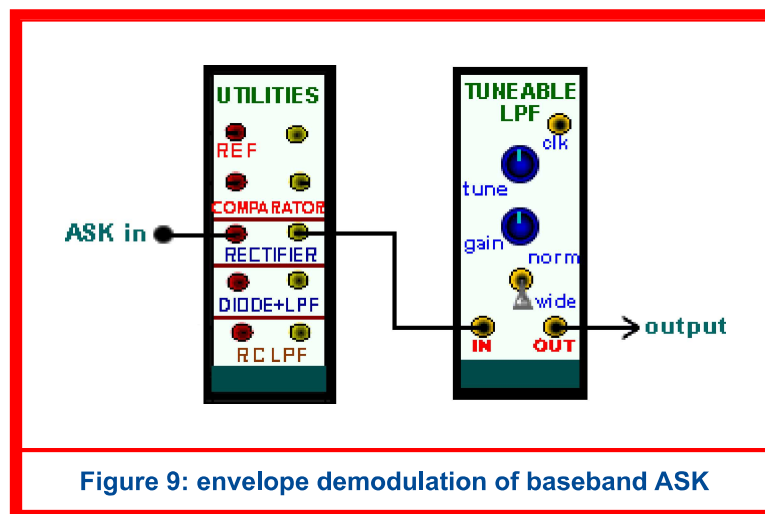 UTILITIES
REF
COMPARATOR
RECTIFIER
DIODE+LPF
RC LPF
ASK in
TUNEABLE
LPF
clk
tune
gain
norm
wide
IN OUT
output
Figure 9: envelope demodulation of baseband ASK